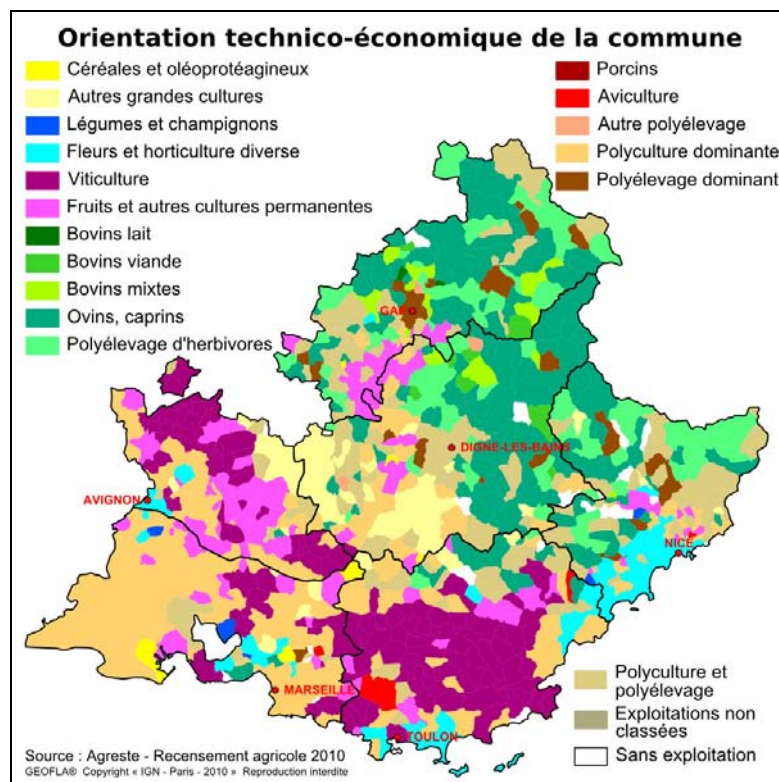 Orientation technico-économique de la commune
Céréales et oléoprotéagineux
Autres grandes cultures
Légumes et champignons
Fleurs et horticulture diverse
Viticulture
Fruits et autres cultures permanentes
Bovins lait
Bovins viande
Bovins mixtes
Ovins, caprins
Polyélevage d'herbivores
Porcins
Aviculture
Autre polyélevage
Polyculture dominante
Polyélevage dominant
GAP
DIGNE-LES-BAINS
AVIGNON
NICE
MARSEILLE
TOULON
Polyculture et
polyélevage
Exploitations non
classées
Sans exploitation
Source : Agreste - Recensement agricole 2010
GEOFLA® Copyright « IGN - Paris - 2010 » Reproduction interdite